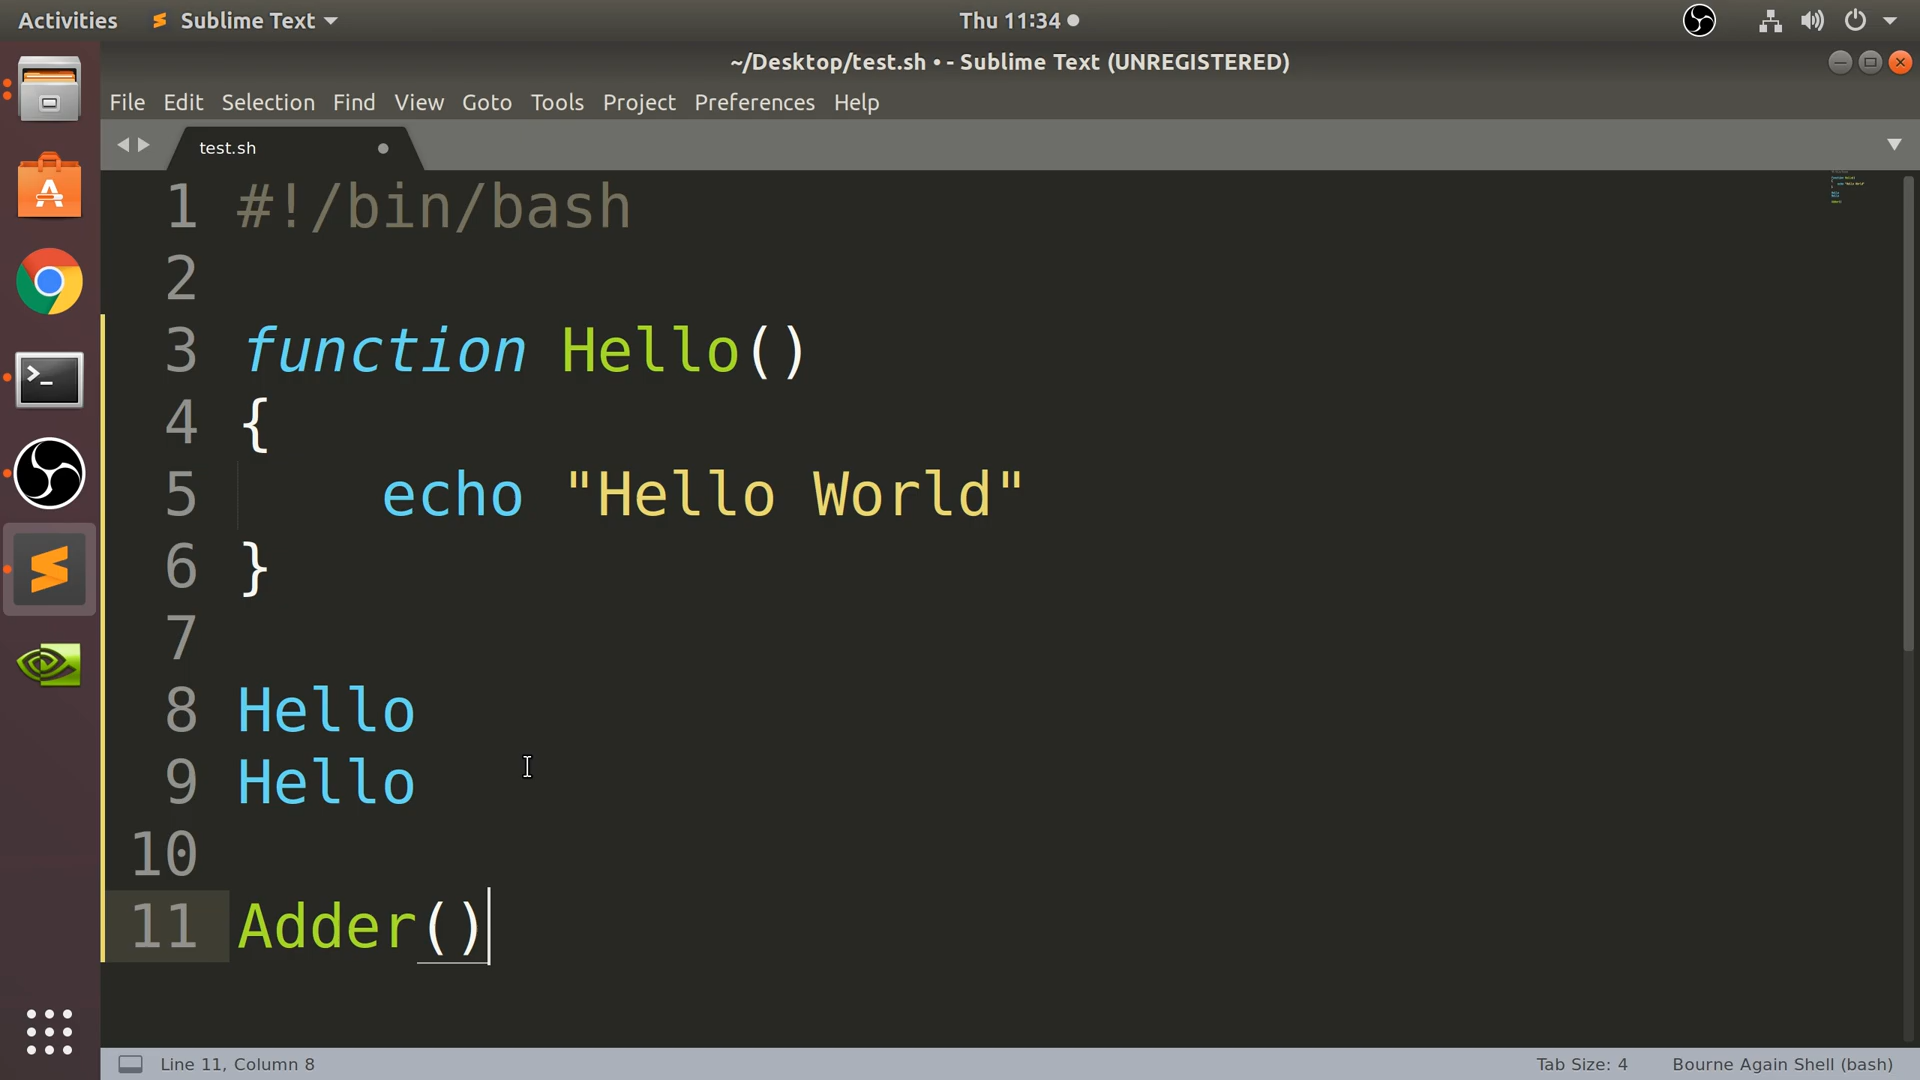 Activities Sublime Text Thu 11:34
~/Desktop/test.sh • - Sublime Text (UNREGISTERED)
File Edit Selection Find View Goto Tools Project Preferences Help
test.sh
1 #!/bin/bash
2
3 function Hello()
4 {
5     echo "Hello World"
6 }
7
8 Hello
9 Hello
10
11 Adder()
Line 11, Column 8 Tab Size: 4 Bourne Again Shell (bash)